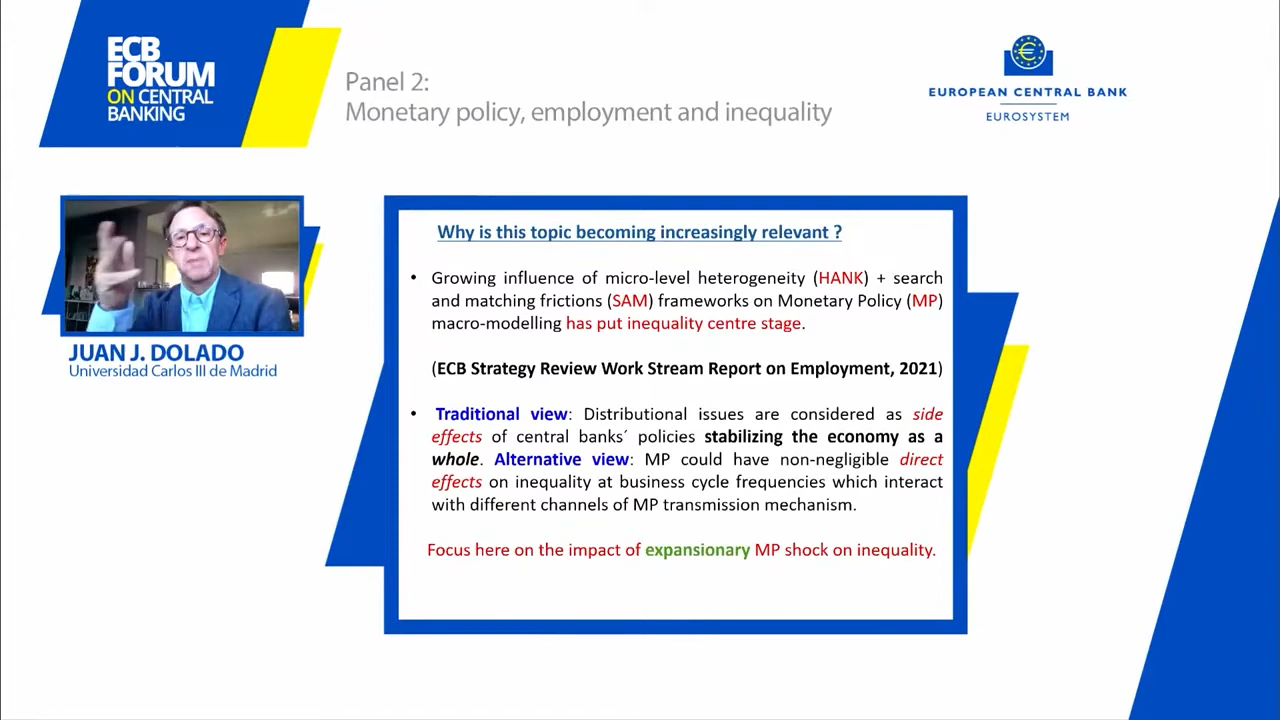 ECB
FORUM
ON CENTRAL
BANKING
Panel 2:
Monetary policy, employment and inequality
EUROPEAN CENTRAL BANK
EUROSYSTEM
JUAN J. DOLADO
Universidad Carlos III de Madrid
Why is this topic becoming increasingly relevant ?
• Growing influence of micro-level heterogeneity (HANK) + search
and matching frictions (SAM) frameworks on Monetary Policy (MP)
macro-modelling has put inequality centre stage.
(ECB Strategy Review Work Stream Report on Employment, 2021)
• Traditional view: Distributional issues are considered as side
effects of central banks´ policies stabilizing the economy as a
whole. Alternative view: MP could have non-negligible direct
effects on inequality at business cycle frequencies which interact
with different channels of MP transmission mechanism.
Focus here on the impact of expansionary MP shock on inequality.